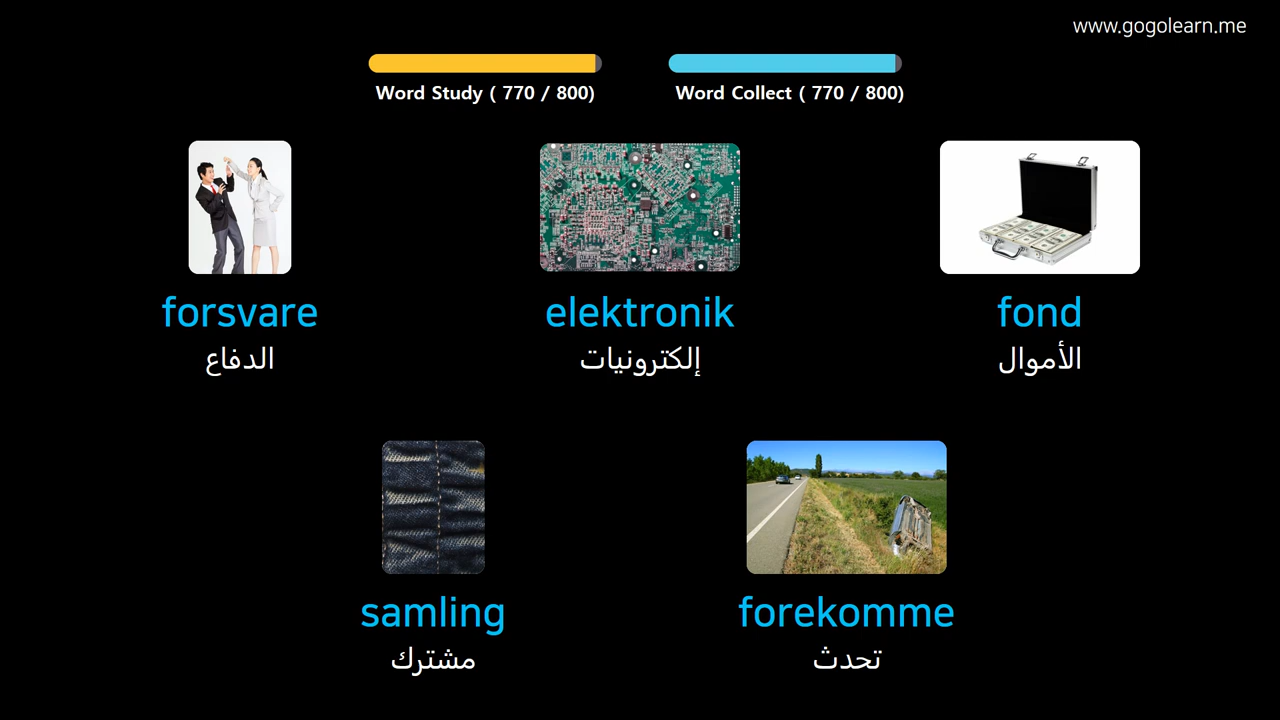 www.gogolearn.me
Word Study ( 770 / 800)
Word Collect ( 770 / 800)
forsvare
الدفاع
elektronik
إلكترونيات
fond
الأموال
samling
مشترك
forekomme
تحدث